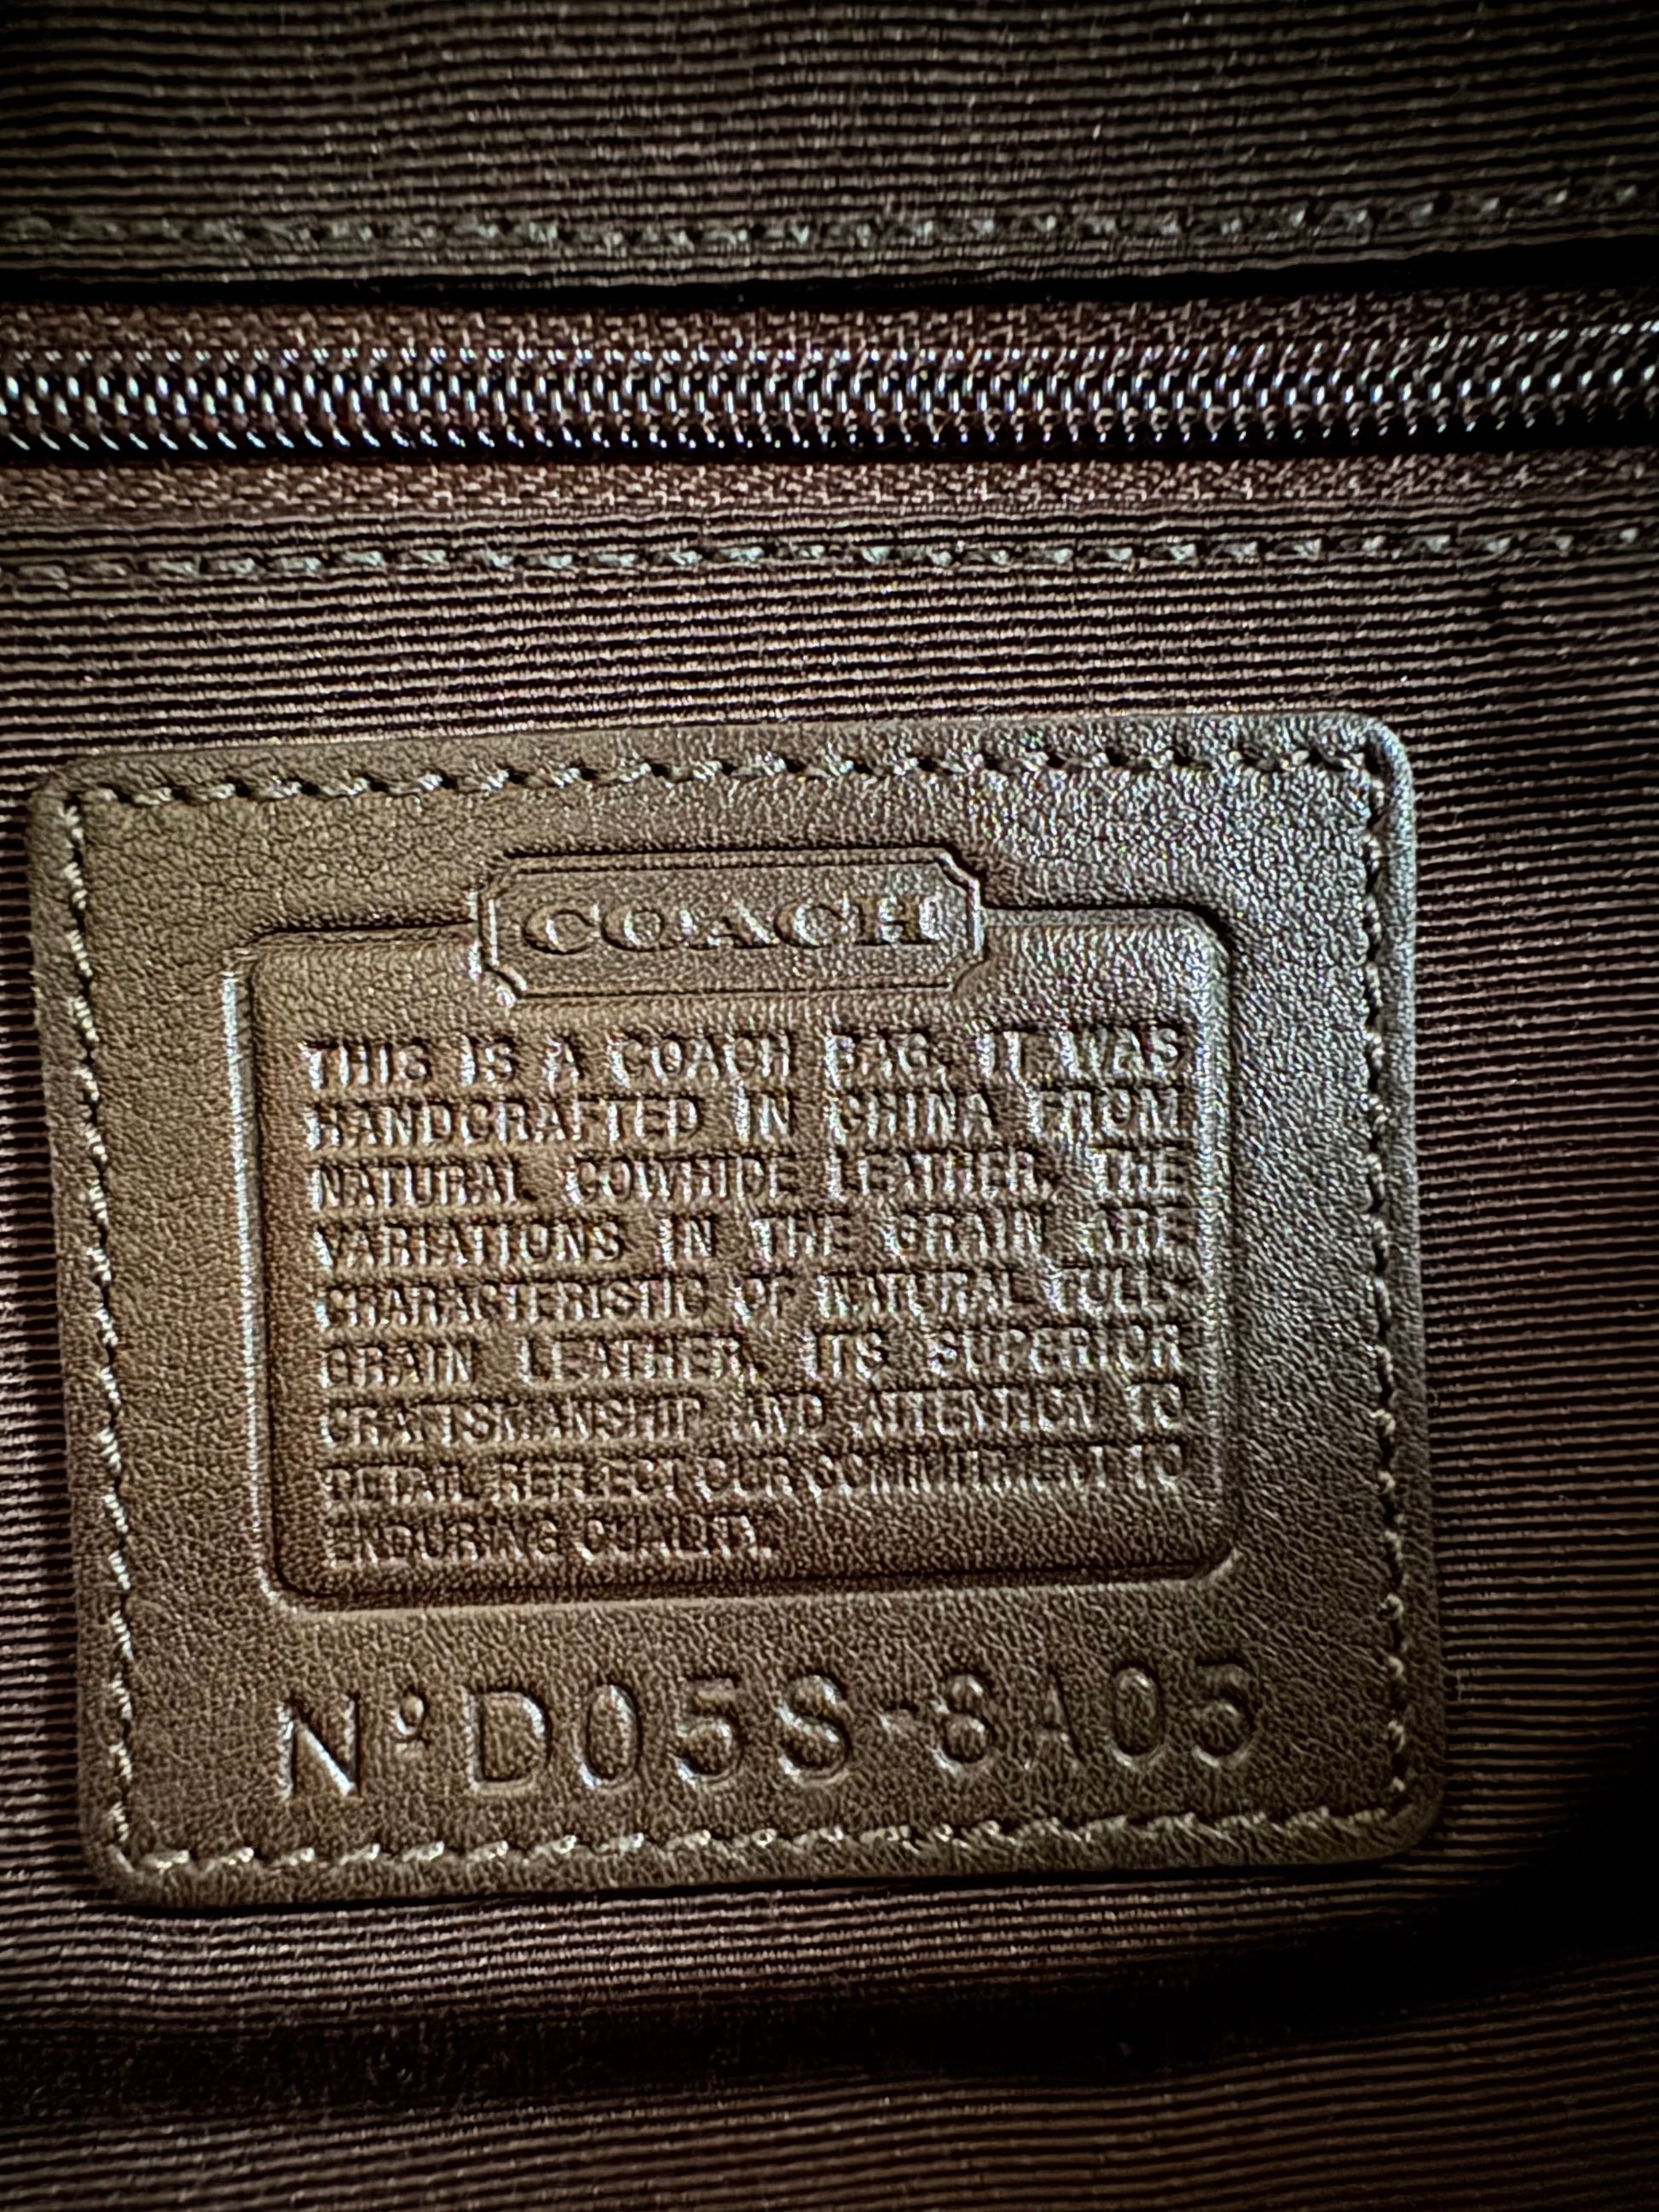 COACH
THIS IS A COACH BAG. IT WAS
HANDCRAFTED IN CHINA FROM
NATURAL COWHIDE LEATHER. THE
VARIATIONS IN THE GRAIN ARE
CHARACTERISTIC OF NATURAL FULL-
GRAIN LEATHER. ITS SUPERIOR
CRAFTSMANSHIP AND ATTENTION TO
DETAIL REFLECT OUR COMMITMENT TO
ENDURING QUALITY.
Nº D05S-8A05